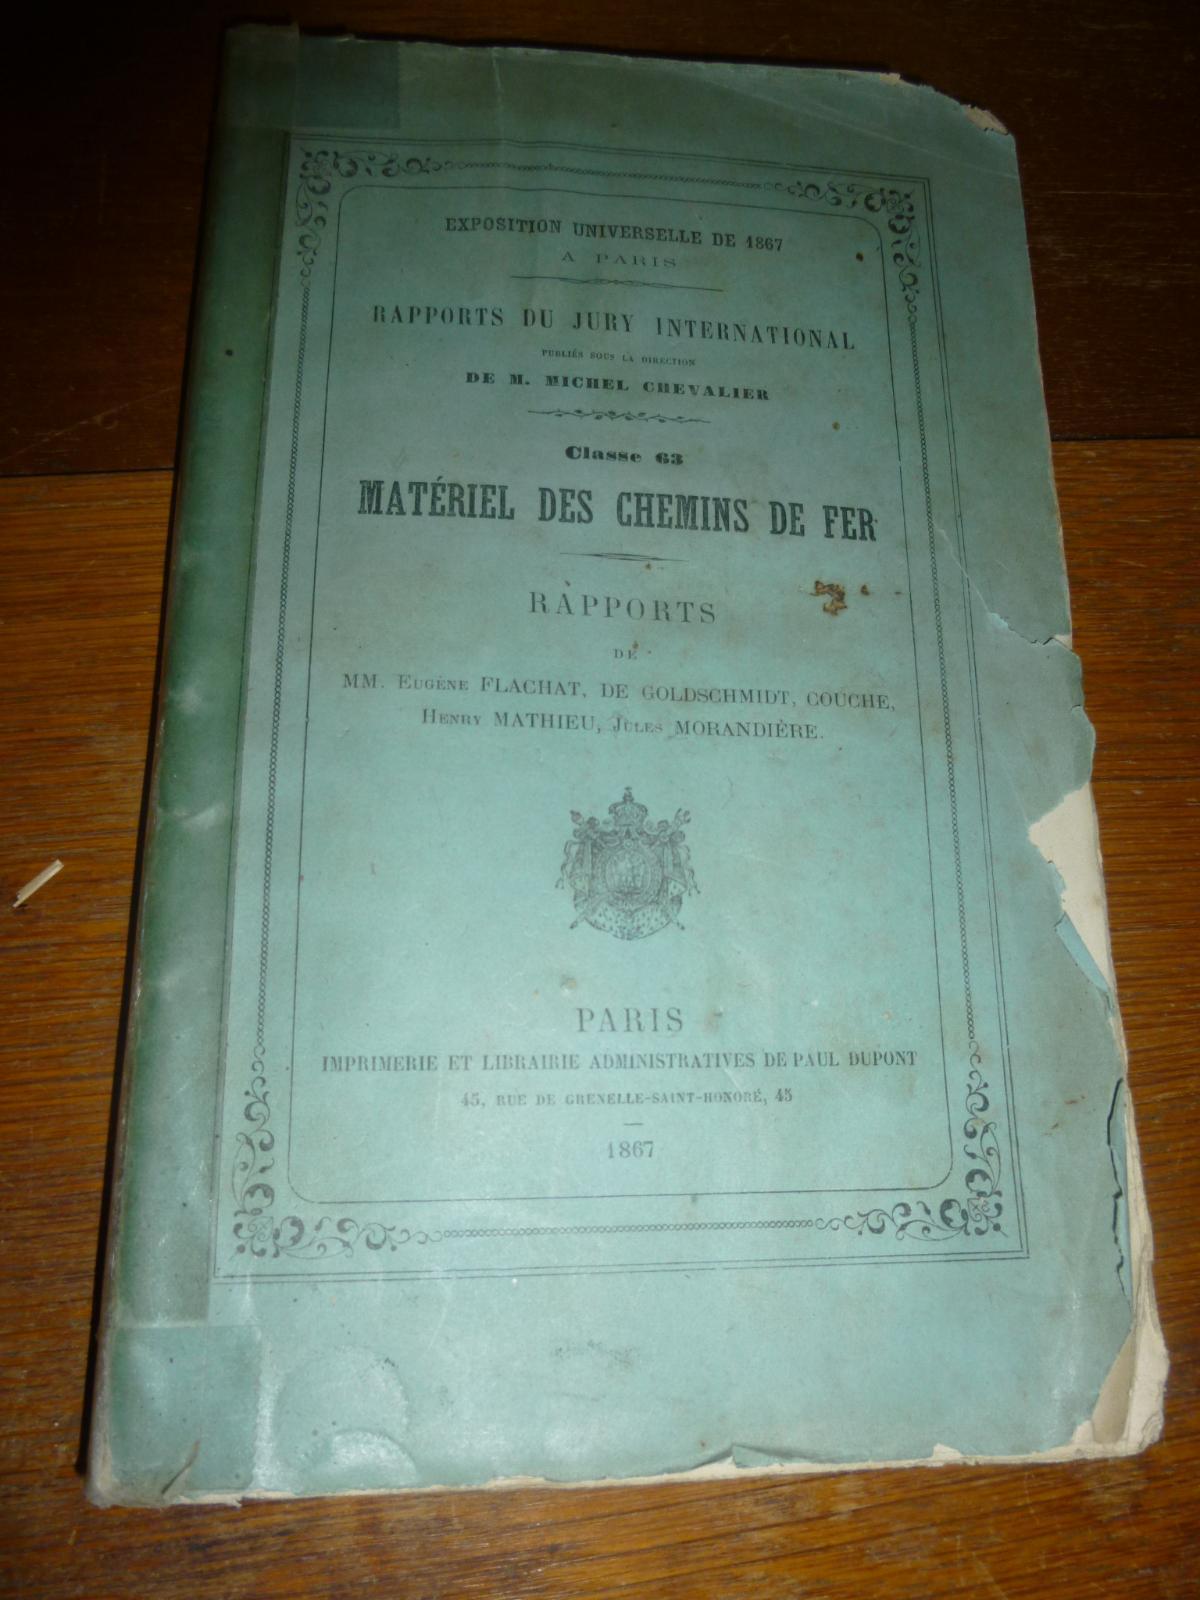 EXPOSITION UNIVERSELLE DE 1867
A PARIS
RAPPORTS DU JURY INTERNATIONAL
PUBLIÉS SOUS LA DIRECTION
DE M. MICHEL CHEVALIER
Classe 63
MATÉRIEL DES CHEMINS DE FER
RAPPORTS
DE
MM. EUGÈNE FLACHAT, DE GOLDSCHMIDT, COUCHE,
HENRY MATHIEU, JULES MORANDIÈRE.
PARIS
IMPRIMERIE ET LIBRAIRIE ADMINISTRATIVES DE PAUL DUPONT
45, RUE DE GRENELLE-SAINT-HONORÉ, 45
1867